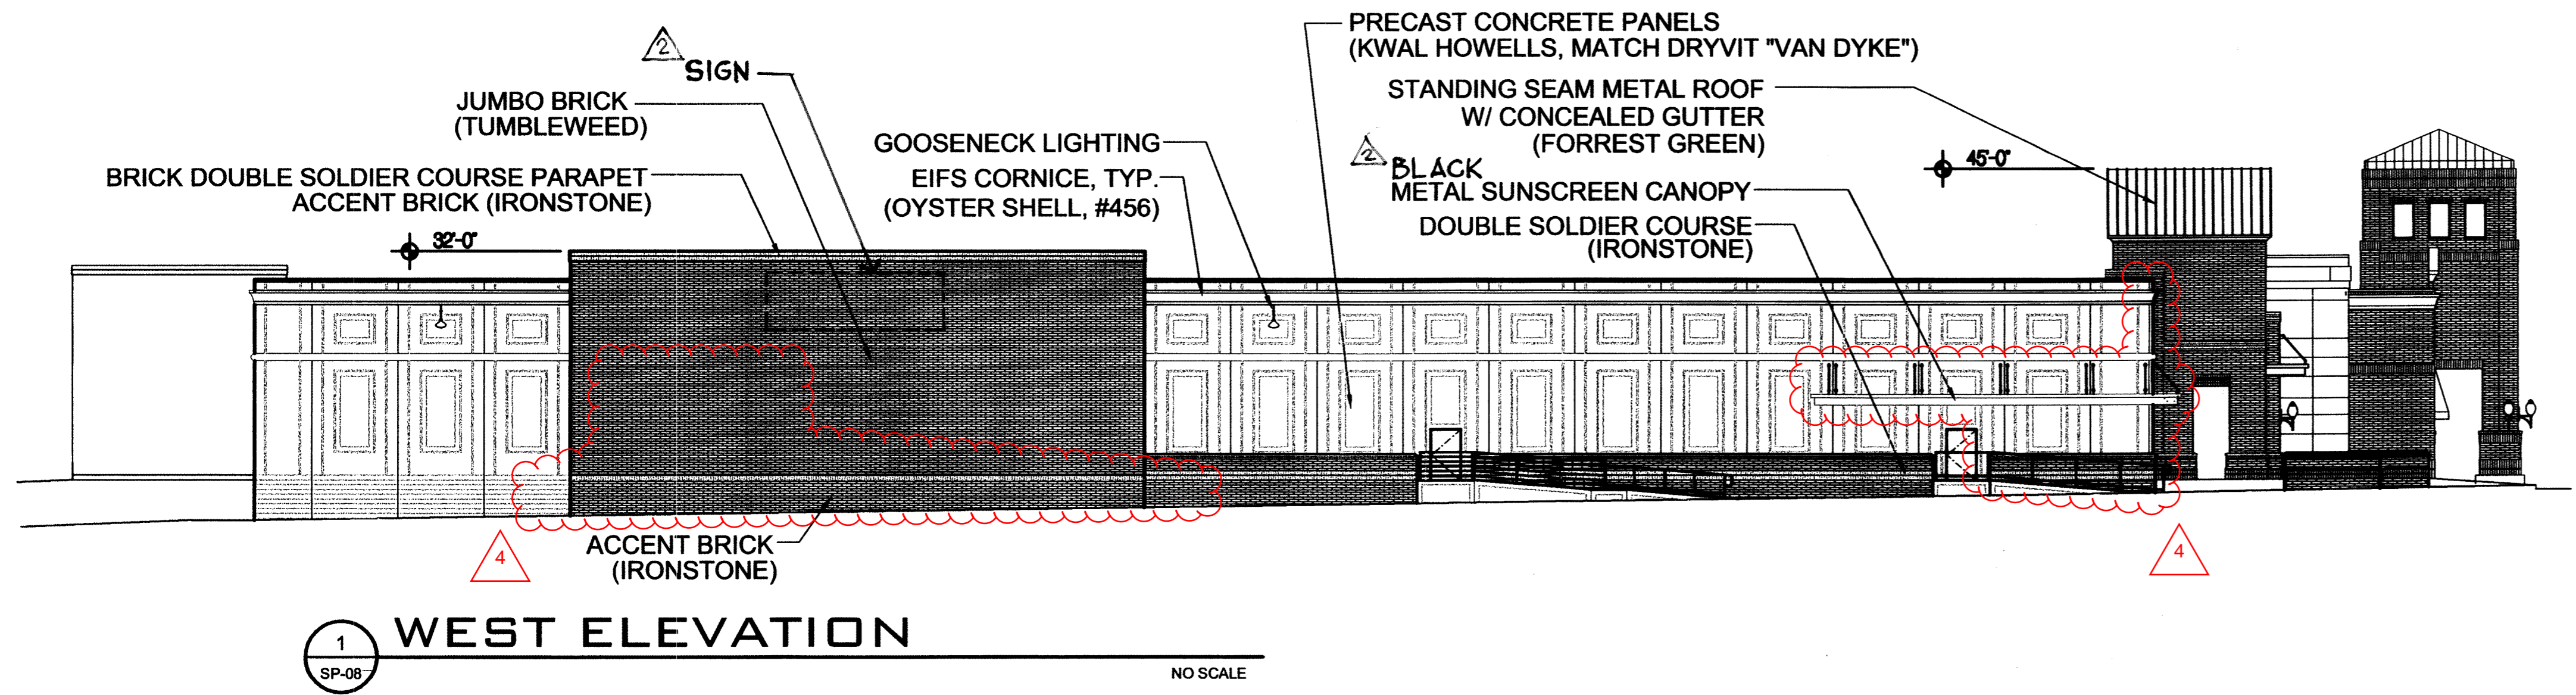 PRECAST CONCRETE PANELS
(KWAL HOWELLS, MATCH DRYVIT "VAN DYKE")
2
SIGN
STANDING SEAM METAL ROOF
W/ CONCEALED GUTTER
(FORREST GREEN)
JUMBO BRICK
(TUMBLEWEED)
GOOSENECK LIGHTING
2
BLACK
METAL SUNSCREEN CANOPY
45'-0"
BRICK DOUBLE SOLDIER COURSE PARAPET
ACCENT BRICK (IRONSTONE)
EIFS CORNICE, TYP.
(OYSTER SHELL, #456)
DOUBLE SOLDIER COURSE
(IRONSTONE)
32'-0"
ACCENT BRICK
(IRONSTONE)
4
4
1
SP-08
WEST ELEVATION
NO SCALE